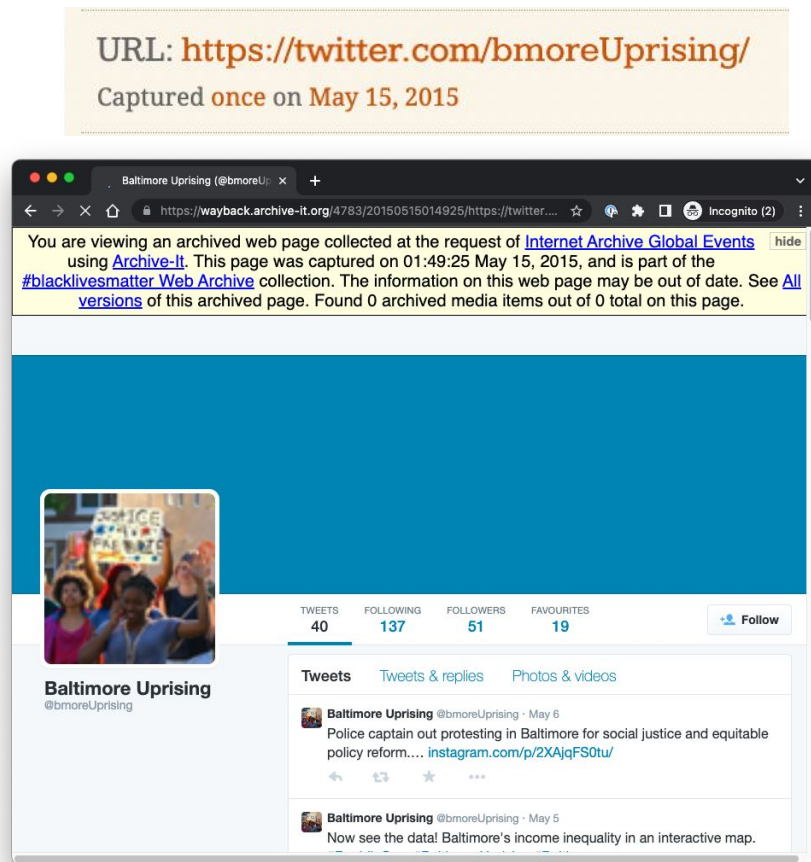 URL: https://twitter.com/bmoreUprising/
Captured once on May 15, 2015
Baltimore Uprising (@bmoreUp
https://wayback.archive-it.org/4783/20150515014925/https://twitter....
Incognito (2)
You are viewing an archived web page collected at the request of Internet Archive Global Events hide
using Archive-It. This page was captured on 01:49:25 May 15, 2015, and is part of the
#blacklivesmatter Web Archive collection. The information on this web page may be out of date. See All
versions of this archived page. Found 0 archived media items out of 0 total on this page.
JUSTICE
TWEETS FOLLOWING FOLLOWERS FAVOURITES
40 137 51 19
Follow
Tweets Tweets & replies Photos & videos
Baltimore Uprising
@bmoreUprising
Baltimore Uprising @bmoreUprising · May 6
Police captain out protesting in Baltimore for social justice and equitable
policy reform.... instagram.com/p/2XAjqFS0tu/
Baltimore Uprising @bmoreUprising · May 5
Now see the data! Baltimore's income inequality in an interactive map.